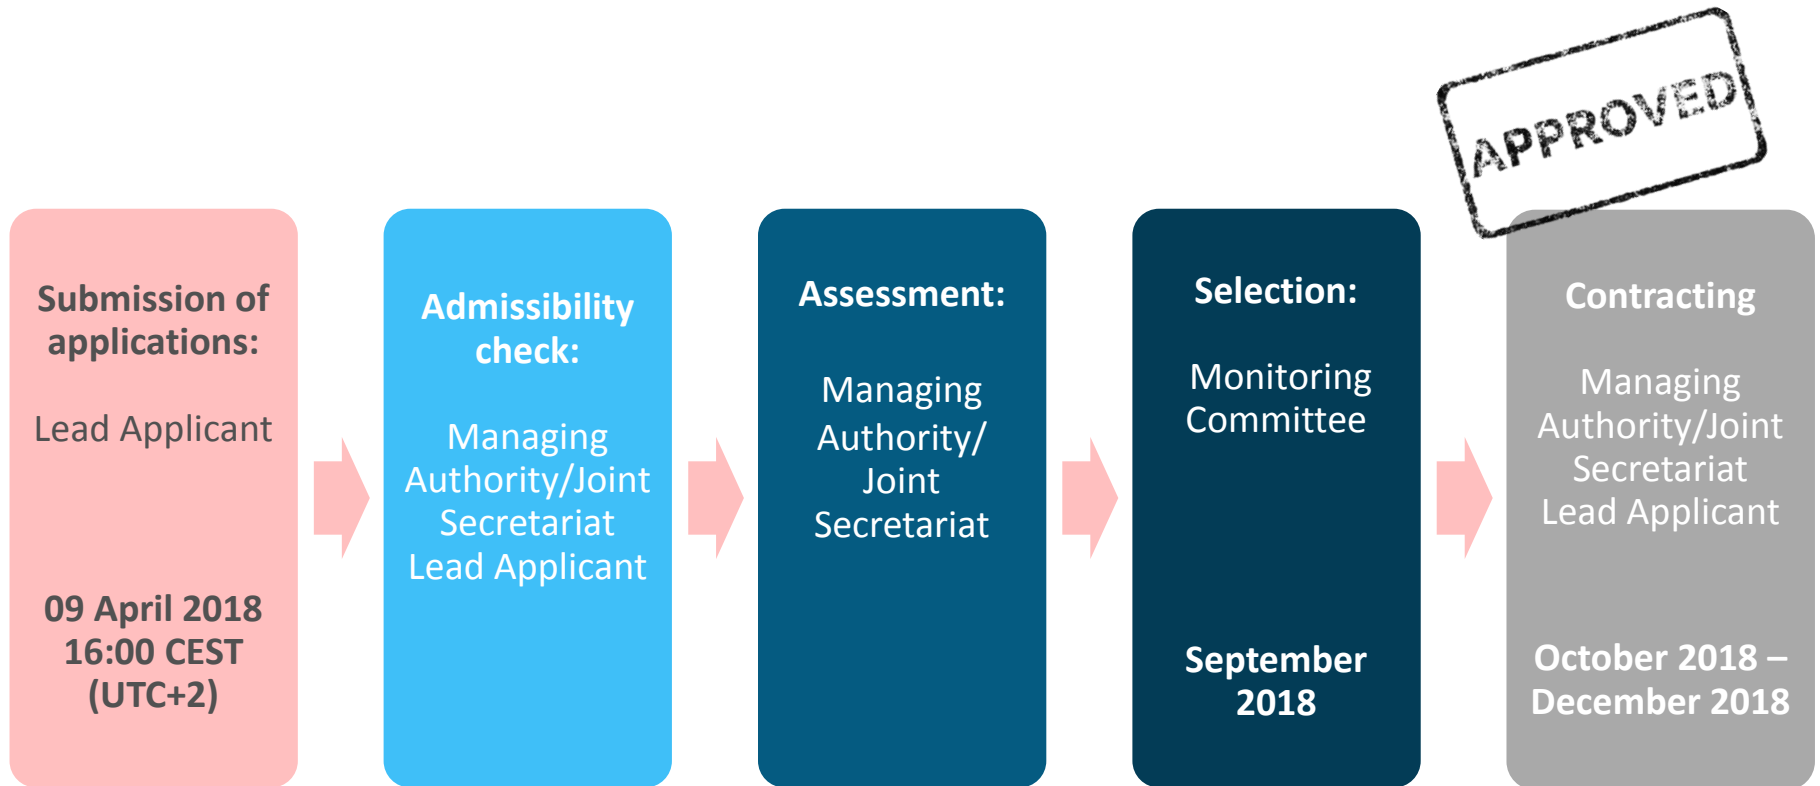 APPROVED
Submission of
applications:
Lead Applicant
09 April 2018
16:00 CEST
(UTC+2)
Admissibility
check:
Managing
Authority/Joint
Secretariat
Lead Applicant
Assessment:
Managing
Authority/
Joint
Secretariat
Selection:
Monitoring
Committee
September
2018
Contracting
Managing
Authority/Joint
Secretariat
Lead Applicant
October 2018 –
December 2018